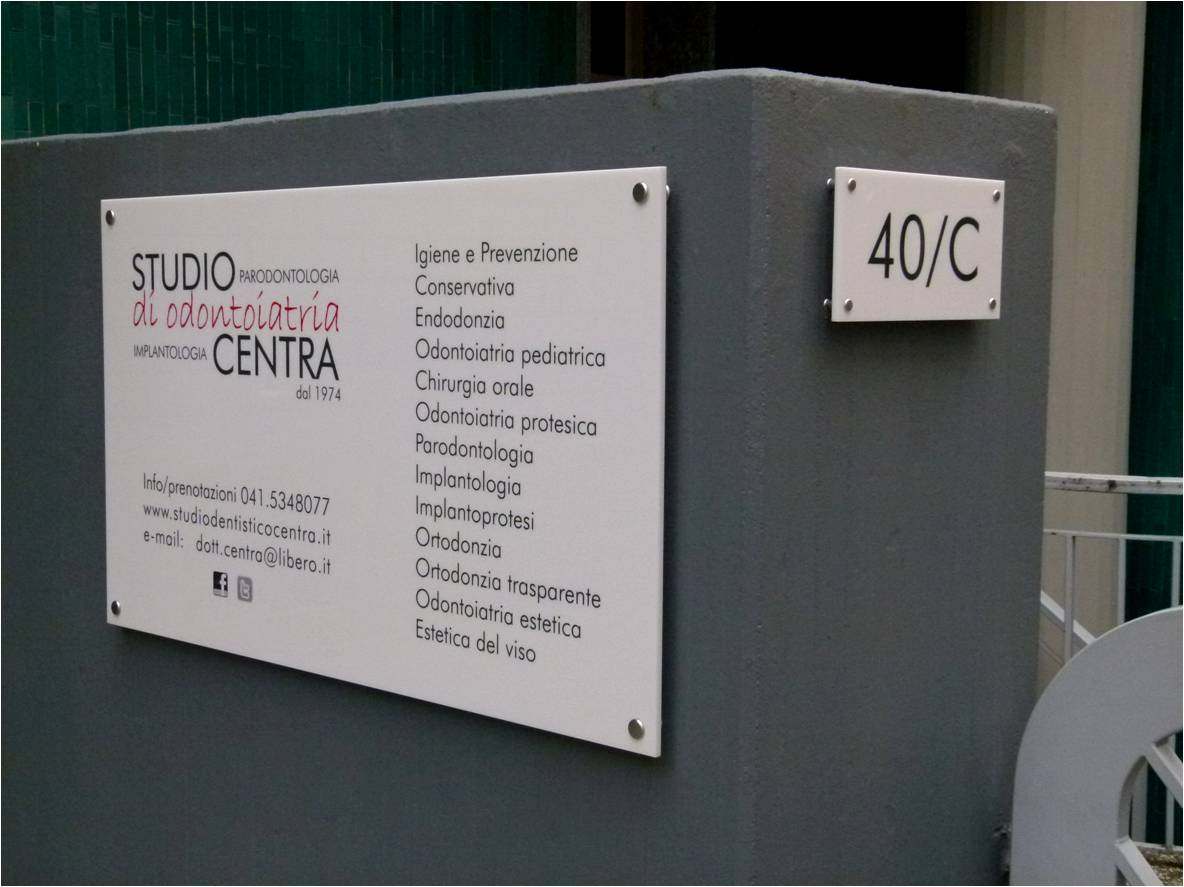 STUDIO PARODONTOLOGIA
di odontoiatria
IMPLANTOLOGIA CENTRA
dal 1974
Info/prenotazioni 041.5348077
www.studiodentisticocentra.it
e-mail: dott.centra@libero.it
f t
Igiene e Prevenzione
Conservativa
Endodonzia
Odontoiatria pediatrica
Chirurgia orale
Odontoiatria protesica
Parodontologia
Implantologia
Implantoprotesi
Ortodonzia
Ortodonzia trasparente
Odontoiatria estetica
Estetica del viso
40/C